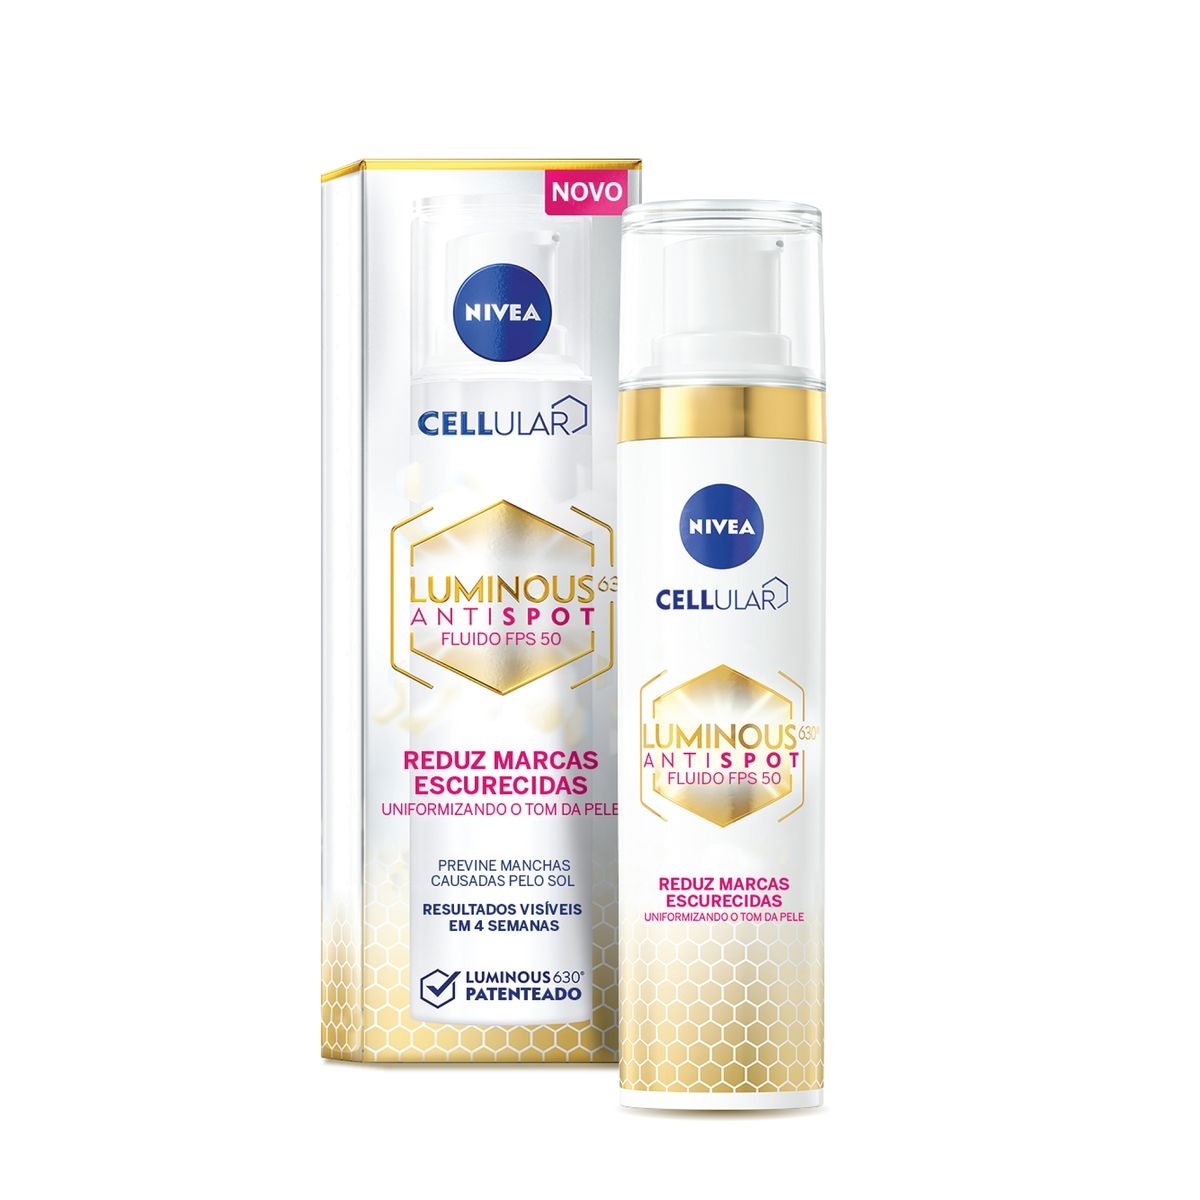 NOVO
NIVEA
CELLULAR
LUMINOUS 63
ANTISPOT
FLUIDO FPS 50
REDUZ MARCAS
ESCURECIDAS
UNIFORMIZANDO O TOM DA PELE
PREVINE MANCHAS
CAUSADAS PELO SOL
RESULTADOS VISÍVEIS
EM 4 SEMANAS
LUMINOUS630®
PATENTEADO
NIVEA
CELLULAR
LUMINOUS 630®
ANTISPOT
FLUIDO FPS 50
REDUZ MARCAS
ESCURECIDAS
UNIFORMIZANDO O TOM DA PELE